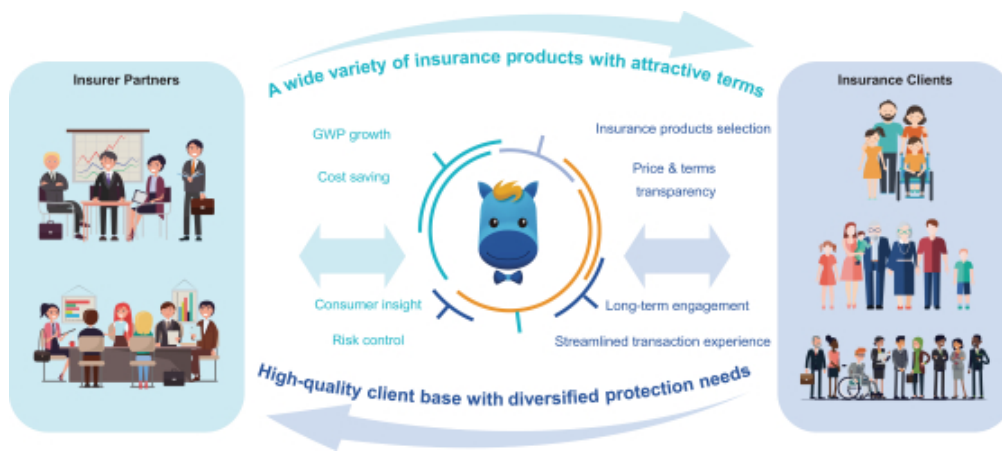 Insurer Partners
A wide variety of insurance products with attractive terms
Insurance Clients
GWP growth
Cost saving
Insurance products selection
Price & terms
transparency
Consumer insight
Risk control
Long-term engagement
Streamlined transaction experience
High-quality client base with diversified protection needs